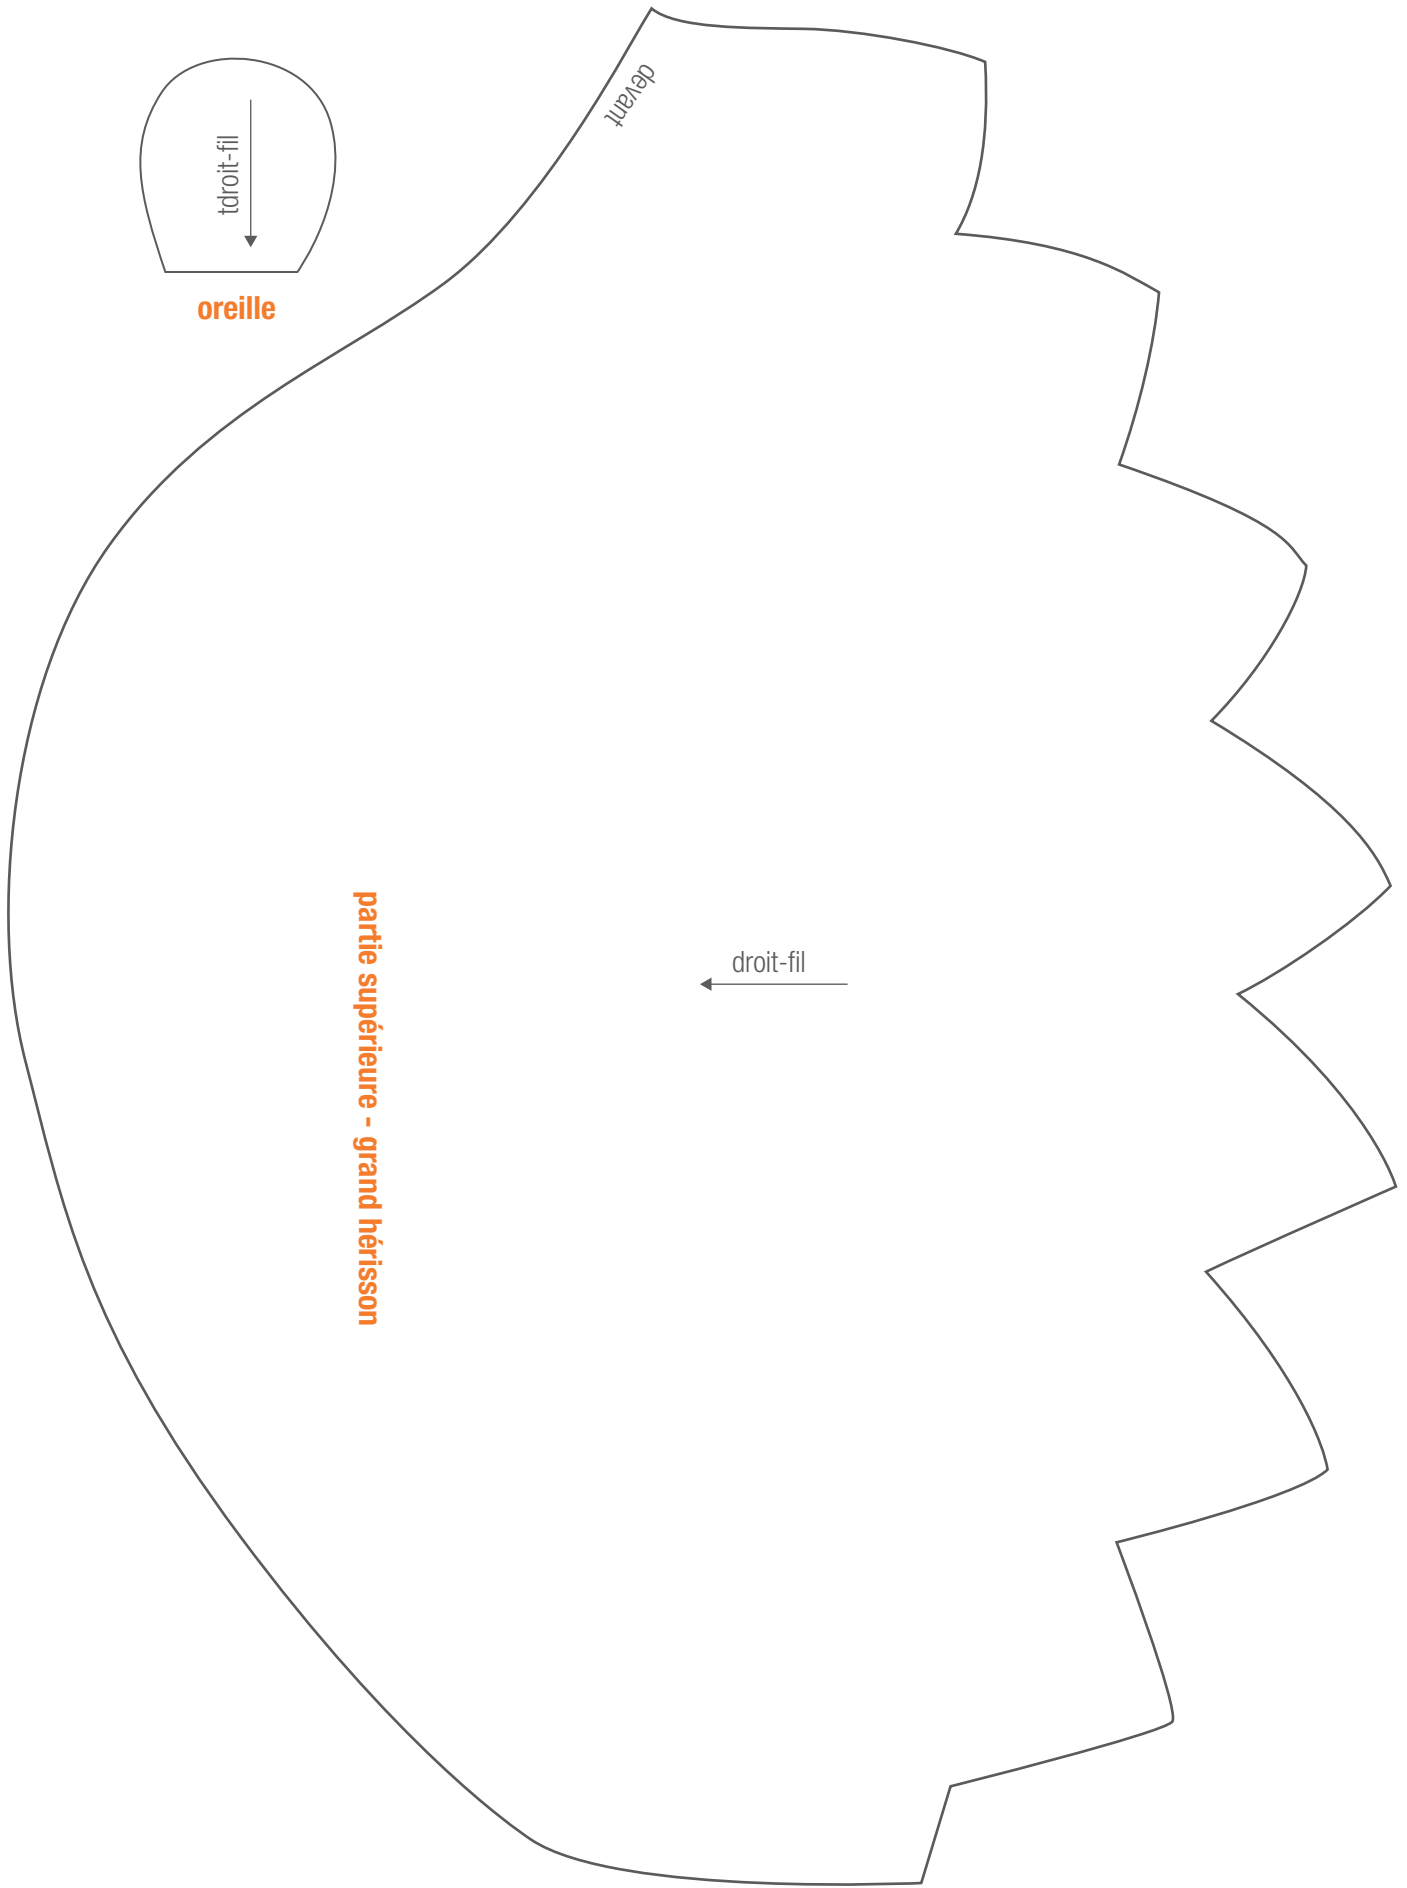 devant
tdroit-fil
oreille
partie supérieure - grand hérisson
droit-fil